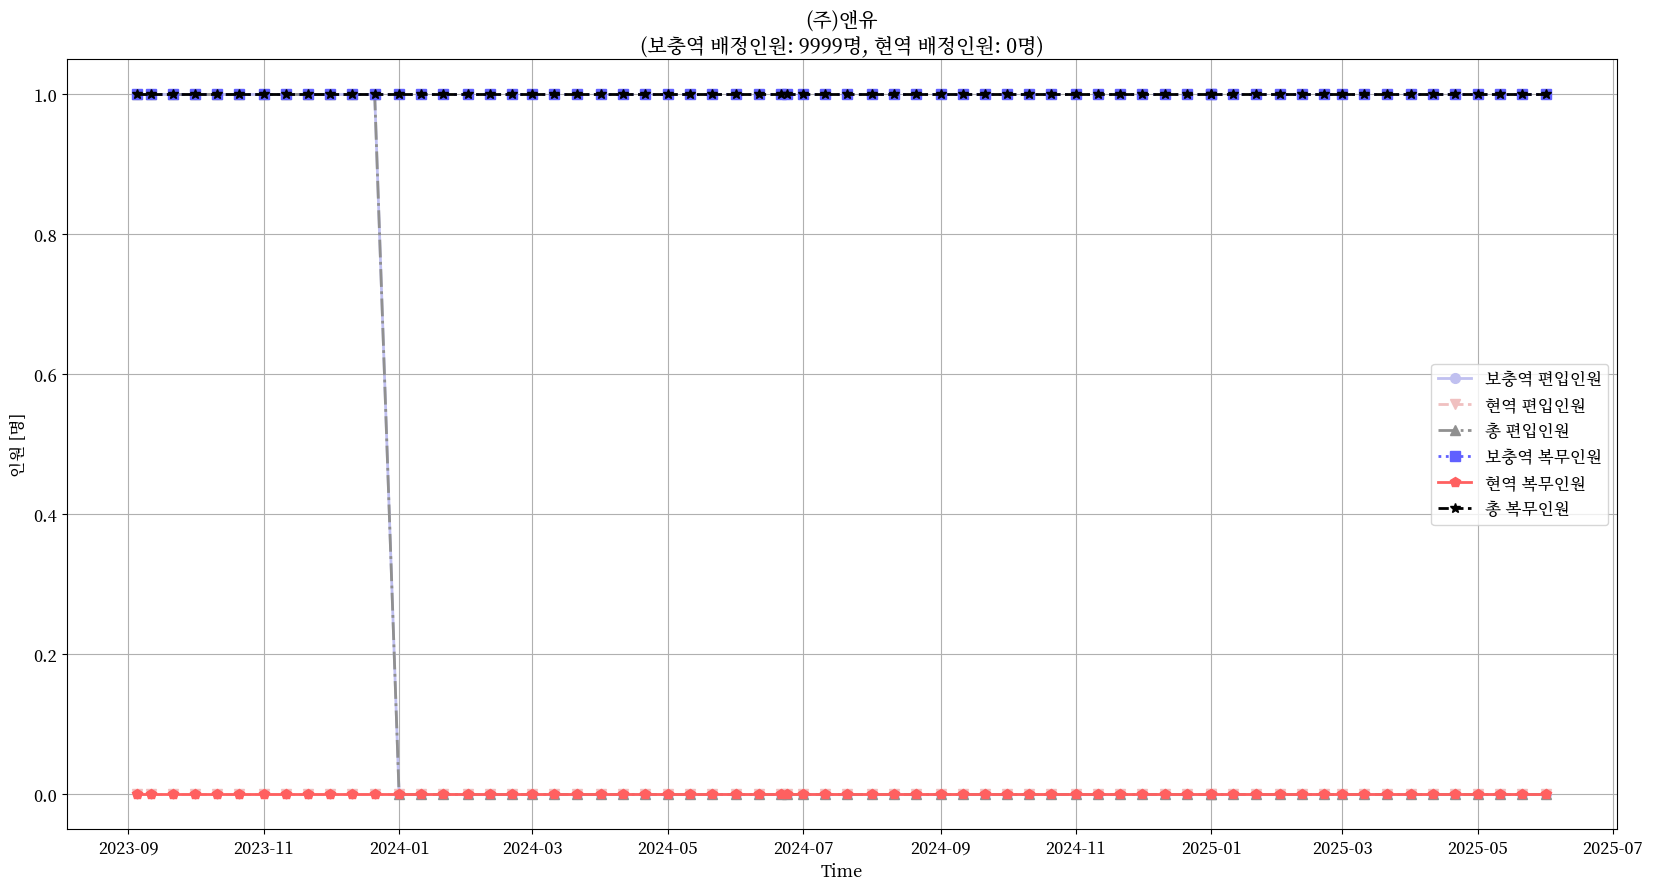 (주)앤유
(보충역 배정인원: 9999명, 현역 배정인원: 0명)
1.0
0.8
0.6
0.4
0.2
0.0
인원 [명]
보충역 편입인원
현역 편입인원
총 편입인원
보충역 복무인원
현역 복무인원
총 복무인원
2023-09 2023-11 2024-01 2024-03 2024-05 2024-07 2024-09 2024-11 2025-01 2025-03 2025-05 2025-07
Time